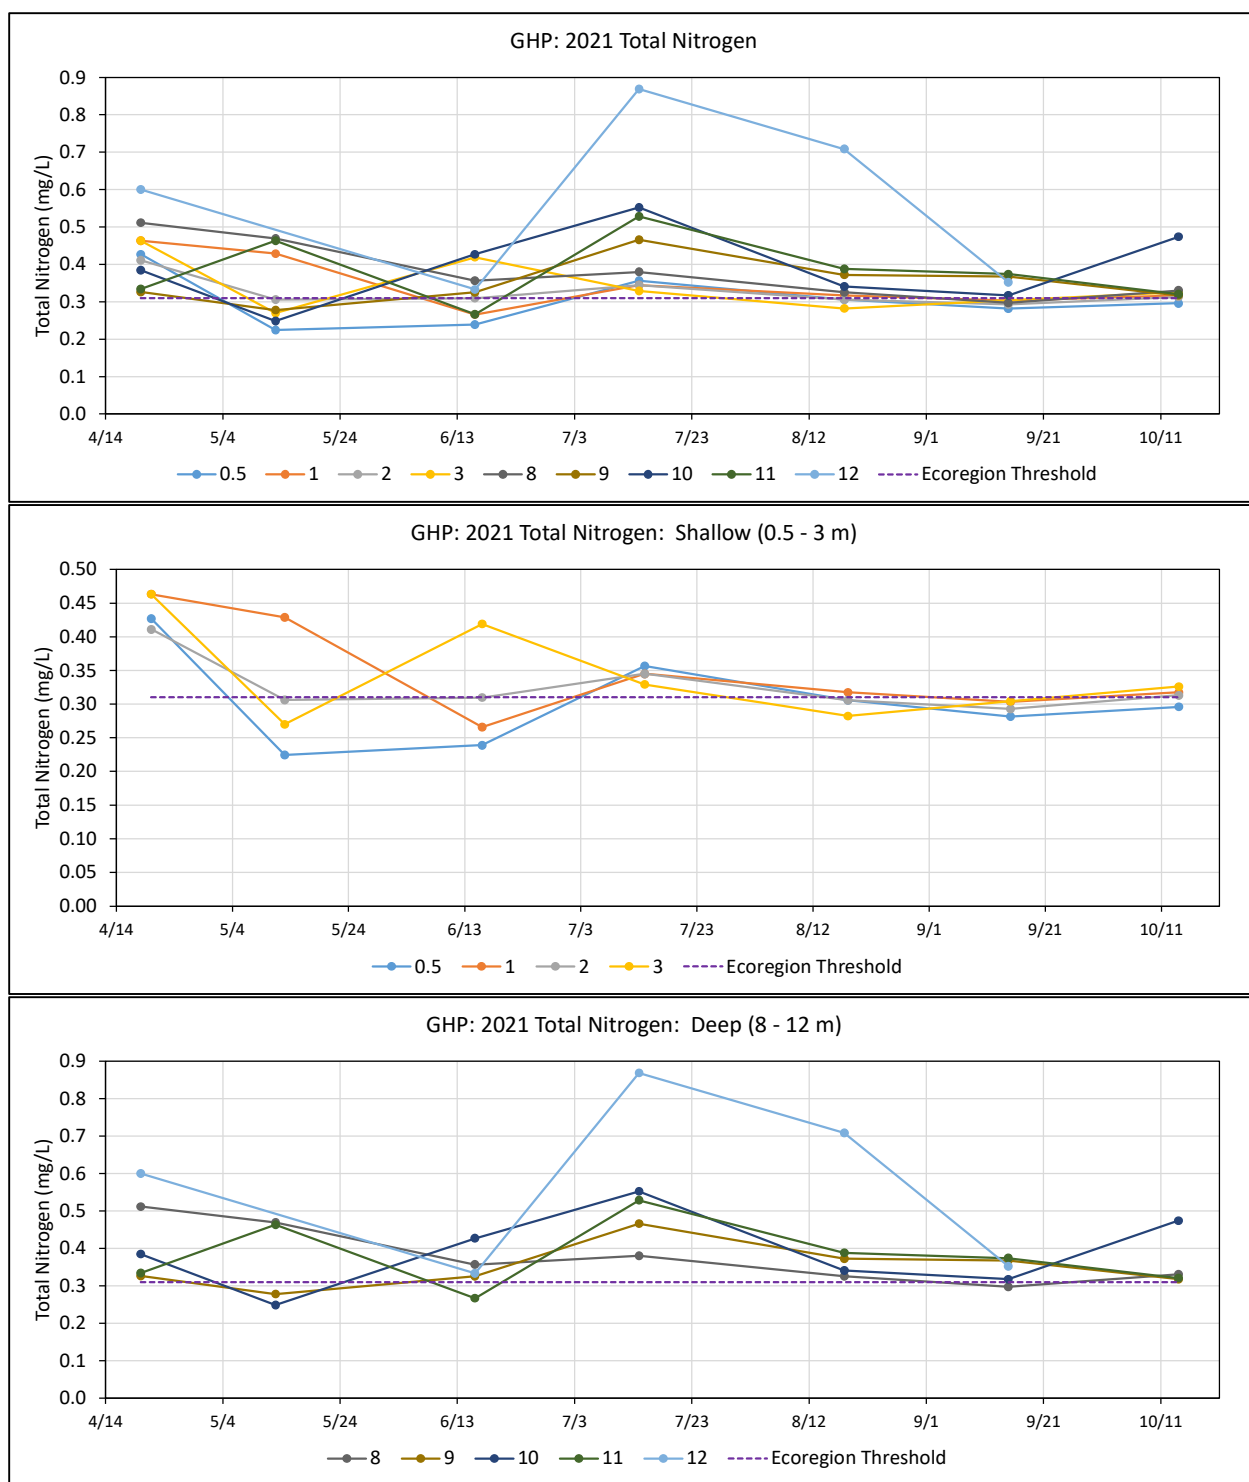 GHP: 2021 Total Nitrogen
Total Nitrogen (mg/L)
0.9
0.8
0.7
0.6
0.5
0.4
0.3
0.2
0.1
0.0
4/14 5/4 5/24 6/13 7/3 7/23 8/12 9/1 9/21 10/11
0.5 1 2 3 8 9 10 11 12 Ecoregion Threshold
GHP: 2021 Total Nitrogen: Shallow (0.5 - 3 m)
Total Nitrogen (mg/L)
0.50
0.45
0.40
0.35
0.30
0.25
0.20
0.15
0.10
0.05
0.00
4/14 5/4 5/24 6/13 7/3 7/23 8/12 9/1 9/21 10/11
0.5 1 2 3 Ecoregion Threshold
GHP: 2021 Total Nitrogen: Deep (8 - 12 m)
Total Nitrogen (mg/L)
0.9
0.8
0.7
0.6
0.5
0.4
0.3
0.2
0.1
0.0
4/14 5/4 5/24 6/13 7/3 7/23 8/12 9/1 9/21 10/11
8 9 10 11 12 Ecoregion Threshold